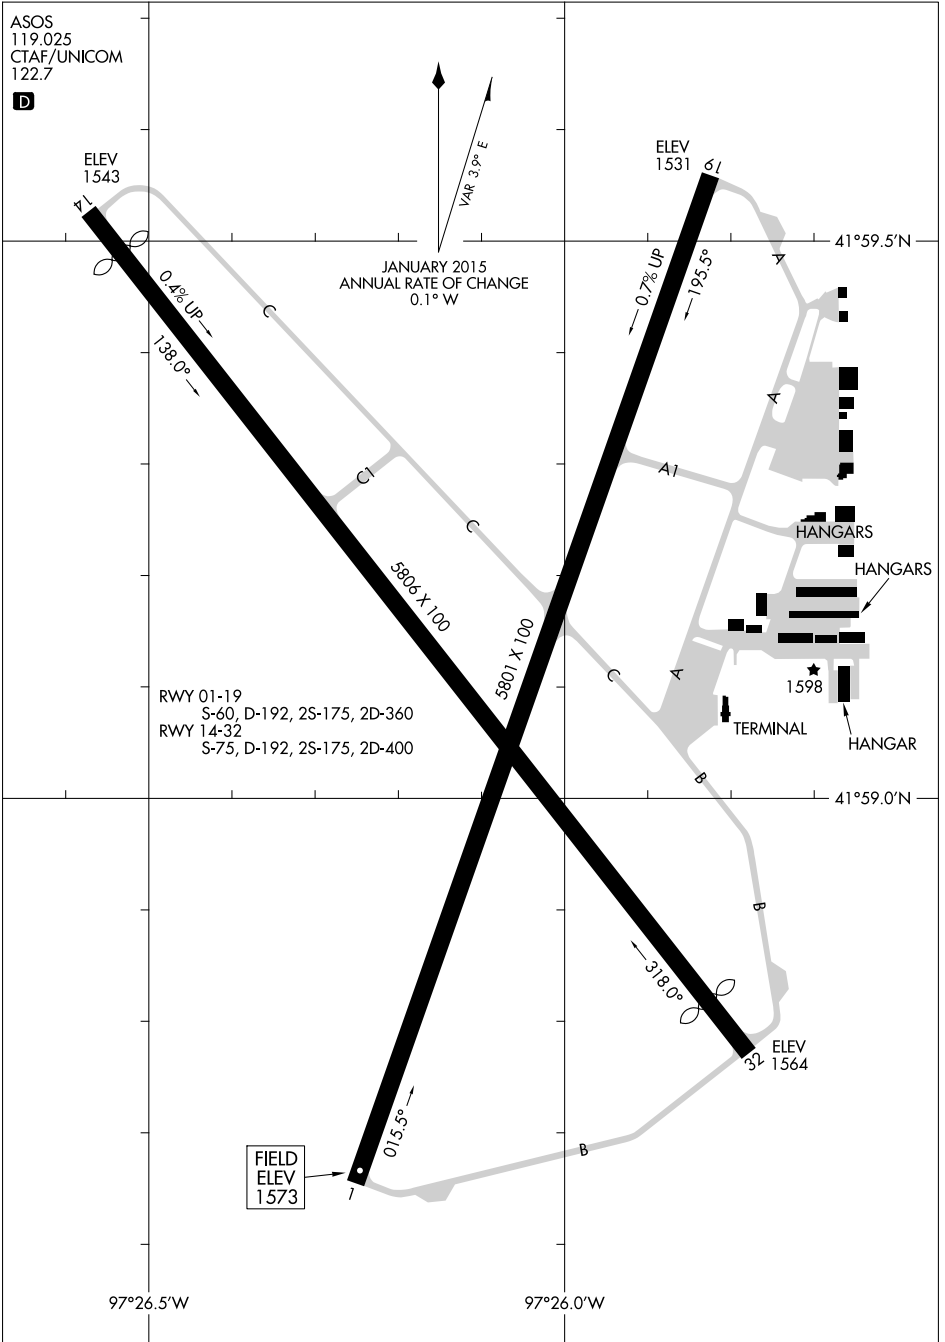 ASOS
119.025
CTAF/UNICOM
122.7
D
ELEV
1543
14
VAR 3.9° E
JANUARY 2015
ANNUAL RATE OF CHANGE
0.1° W
ELEV
1531
19
41°59.5'N
A
0.4% UP
138.0°
C
0.7% UP
195.5°
A
C1
A1
C
HANGARS
HANGARS
5806 X 100
5801 X 100
C
A
1598
TERMINAL
HANGAR
RWY 01-19
S-60, D-192, 2S-175, 2D-360
RWY 14-32
S-75, D-192, 2S-175, 2D-400
B
41°59.0'N
B
318.0°
32
ELEV
1564
015.5°
B
FIELD
ELEV
1573
1
97°26.5'W
97°26.0'W